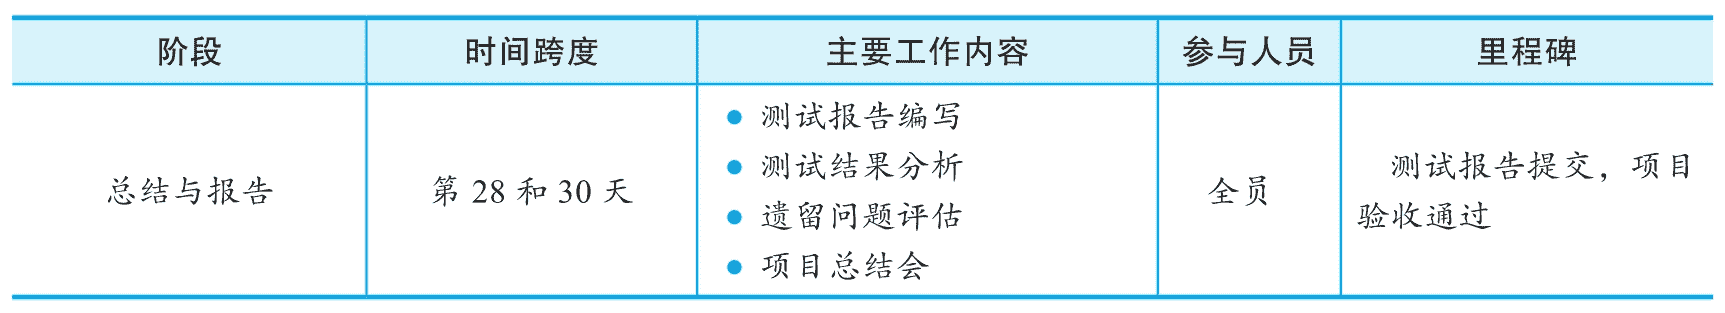 阶段 时间跨度 主要工作内容 参与人员 里程碑
总结与报告
第 28 和 30 天
● 测试报告编写
● 测试结果分析
● 遗留问题评估
● 项目总结会
全员
测试报告提交，项目
验收通过